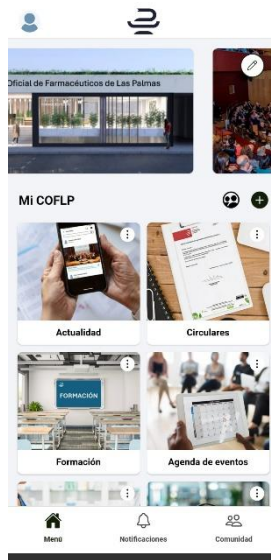 Oficial de Farmacéuticos de Las Palmas
Mi COFLP
Actualidad
Circulares
FORMACIÓN
Formación
Agenda de eventos
Menú
Notificaciones
Comunidad